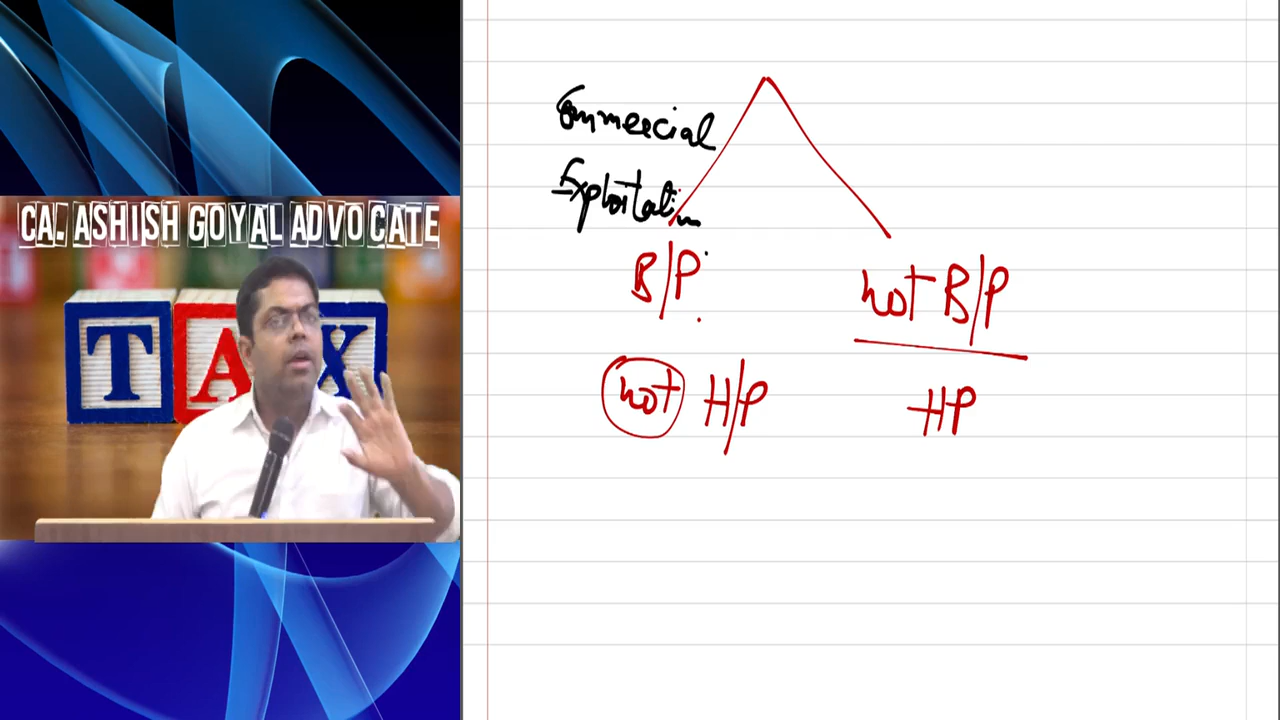 CA. ASHISH GOYAL ADVOCATE
TAX
Commercial
Exploitation
B/P
not B/P
not H/P
HP